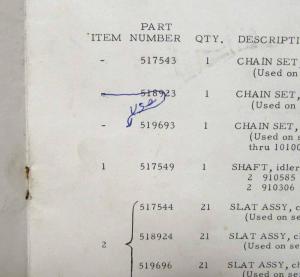 PART
ITEM NUMBER QTY. DESCRIPTI
- 517543 1 CHAIN SET
(Used on
- 518923 1 CHAIN SET,
use (Used on
- 519693 1 CHAIN SET,
(Used on s
thru 10100
1 517549 1 SHAFT, idler
2 910585
2 910306
517544 21 SLAT ASSY, c
(Used on se
2 518924 21 SLAT ASSY, c
(Used on se
519696 21 SLAT ASSY, c
(Used on se